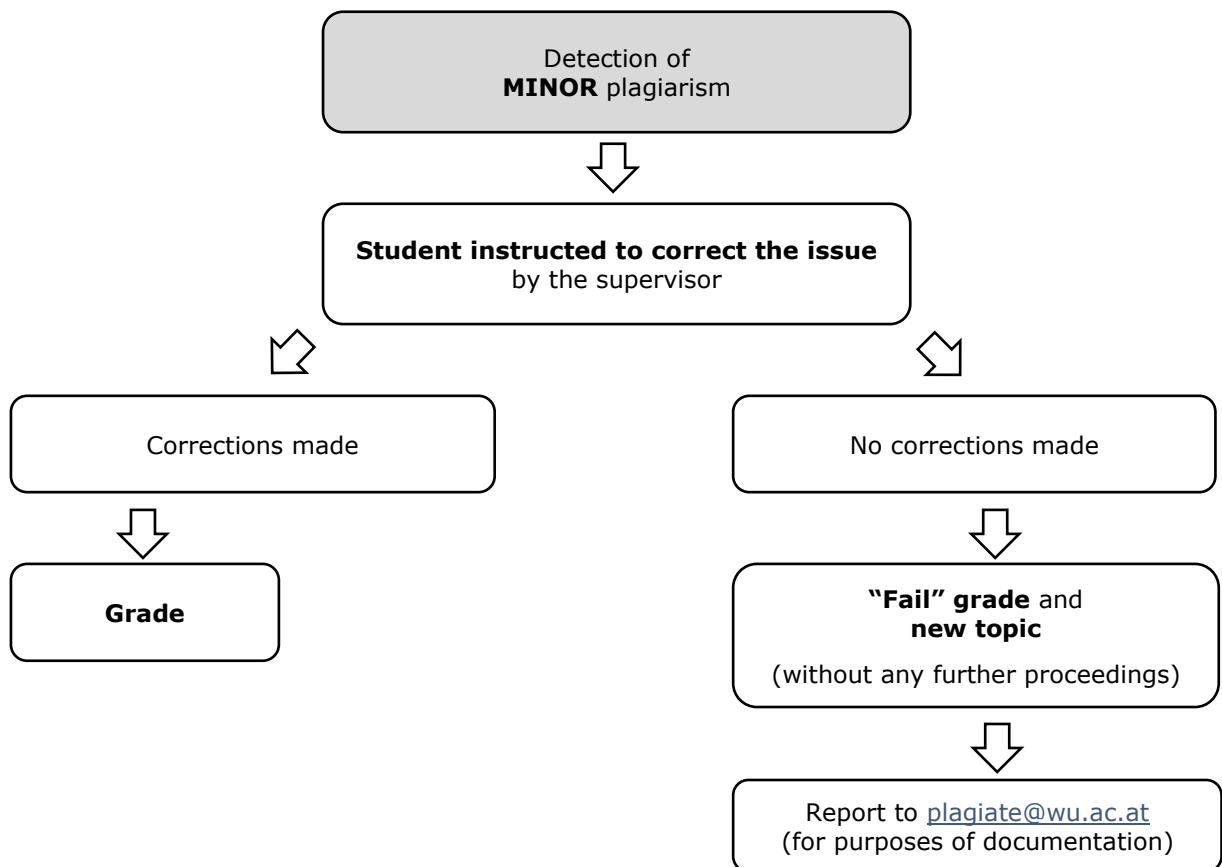 Detection of
MINOR plagiarism
Student instructed to correct the issue
by the supervisor
Corrections made
No corrections made
Grade
“Fail” grade and
new topic
(without any further proceedings)
Report to plagiate@wu.ac.at
(for purposes of documentation)